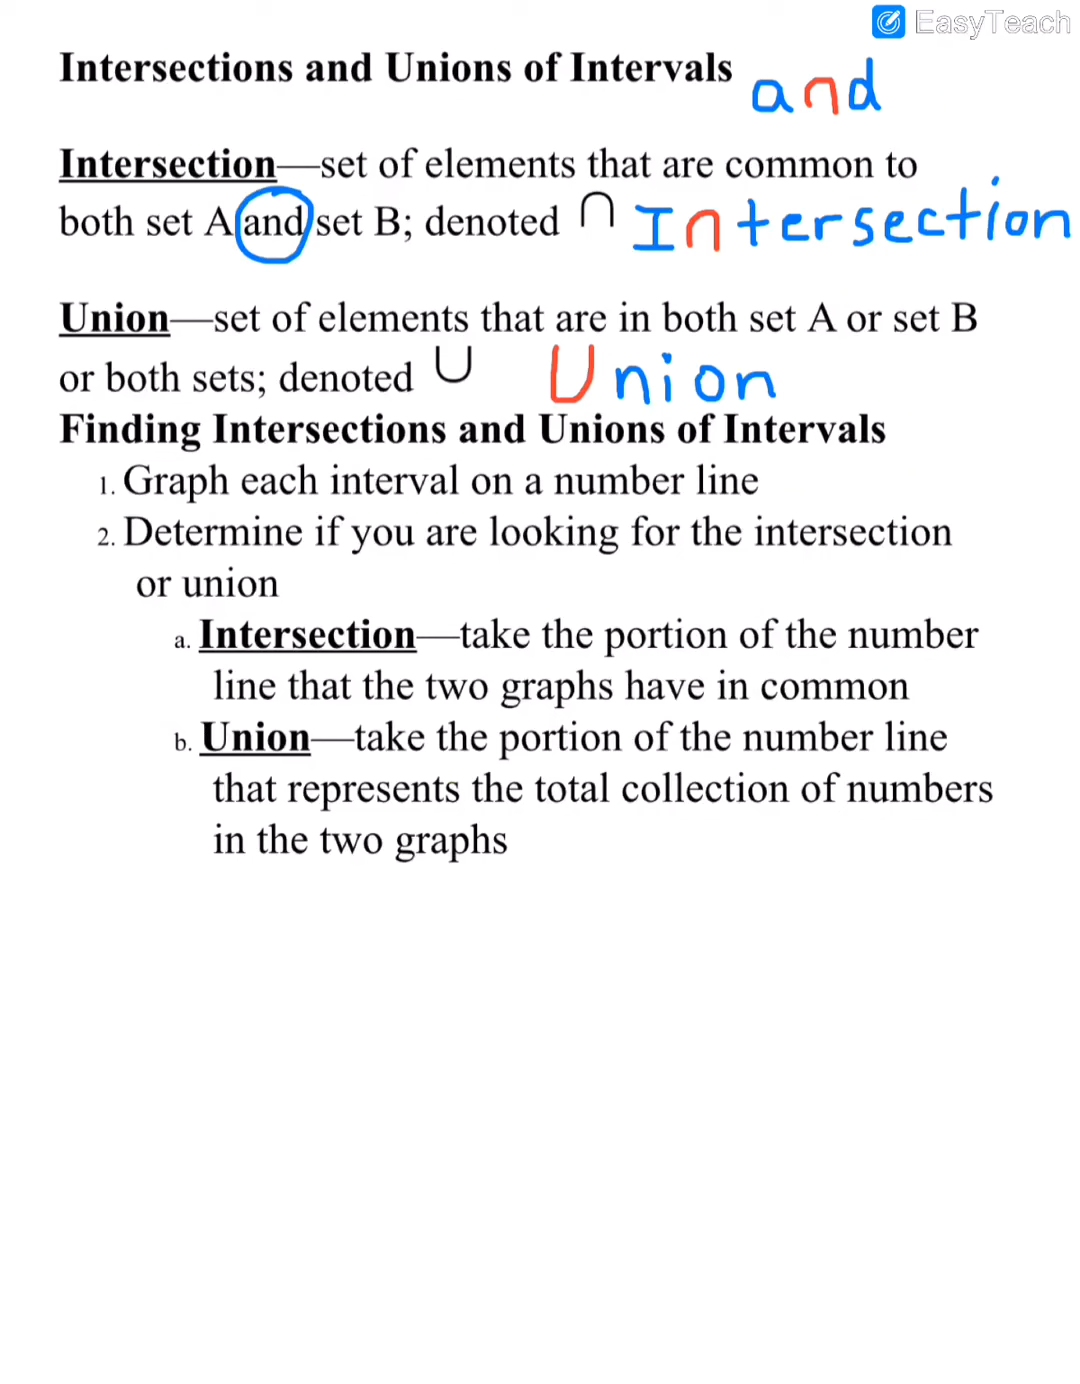 EasyTeach
Intersections and Unions of Intervals and
Intersection—set of elements that are common to
both set A and set B; denoted ∩ Intersection
Union—set of elements that are in both set A or set B
or both sets; denoted ∪ Union
Finding Intersections and Unions of Intervals
1. Graph each interval on a number line
2. Determine if you are looking for the intersection
or union
a. Intersection—take the portion of the number
line that the two graphs have in common
b. Union—take the portion of the number line
that represents the total collection of numbers
in the two graphs